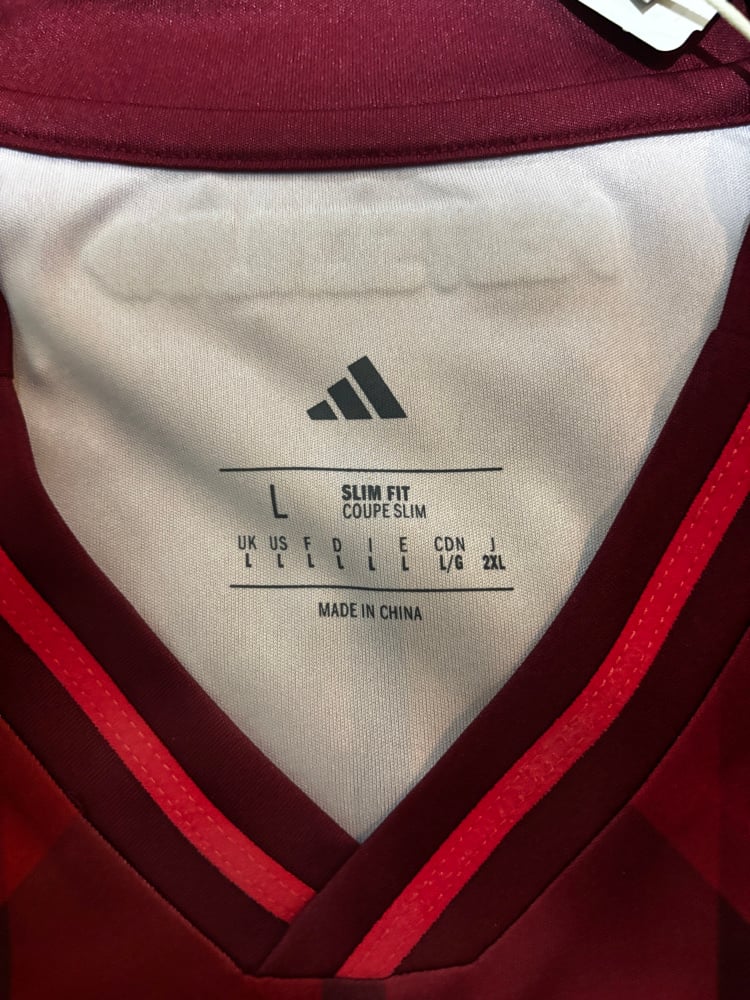 L SLIM FIT
COUPE SLIM
UK US F D I E CDN J
L L L L L L L/G 2XL
MADE IN CHINA